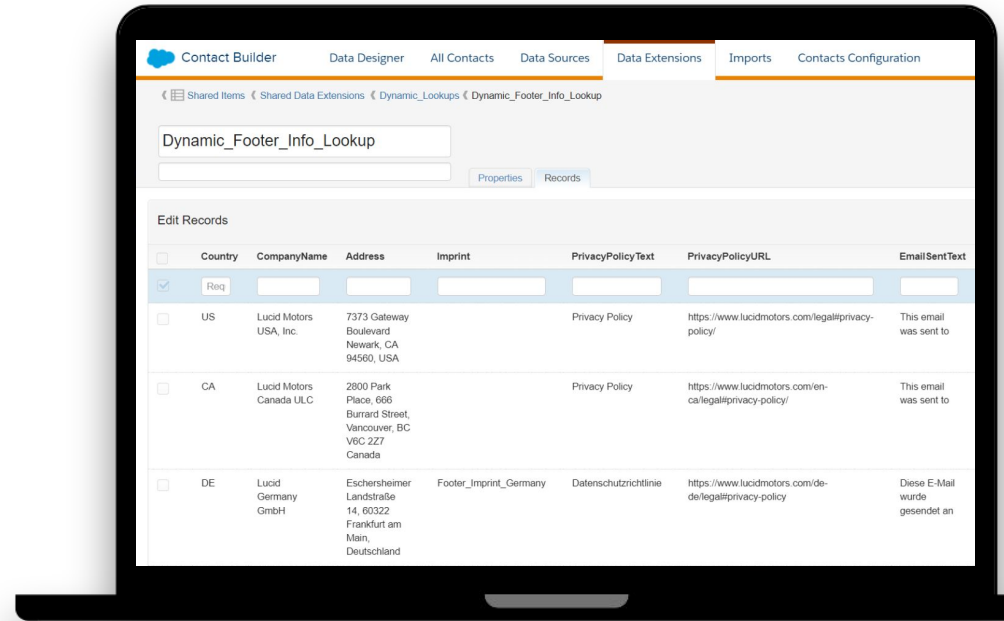 Contact Builder Data Designer All Contacts Data Sources Data Extensions Imports Contacts Configuration
Shared Items Shared Data Extensions Dynamic_Lookups Dynamic_Footer_Info_Lookup
Dynamic_Footer_Info_Lookup
Properties Records
Edit Records
Country CompanyName Address Imprint PrivacyPolicyText PrivacyPolicyURL EmailSentText
Req
US Lucid Motors 7373 Gateway Privacy Policy https://www.lucidmotors.com/legal#privacy- This email
USA, Inc. Boulevard policy/ was sent to
Newark, CA
94560, USA
CA Lucid Motors 2800 Park Privacy Policy https://www.lucidmotors.com/en- This email
Canada ULC Place, 666 ca/legal#privacy-policy/ was sent to
Burrard Street,
Vancouver, BC
V6C 2Z7
Canada
DE Lucid Eschersheimer Footer_Imprint_Germany Datenschutzrichtlinie https://www.lucidmotors.com/de- Diese E-Mail
Germany Landstraße de/legal#privacy-policy wurde
GmbH 14, 60322 gesendet an
Frankfurt am
Main,
Deutschland